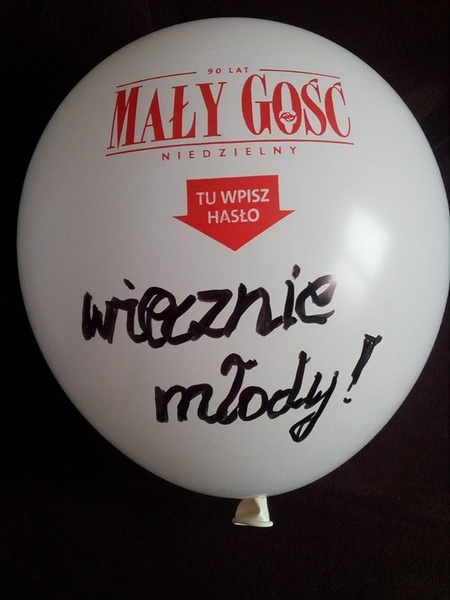 90 LAT
MAŁY GOŚĆ
NIEDZIELNY
TU WPISZ
HASŁO
wiecznie
młody!